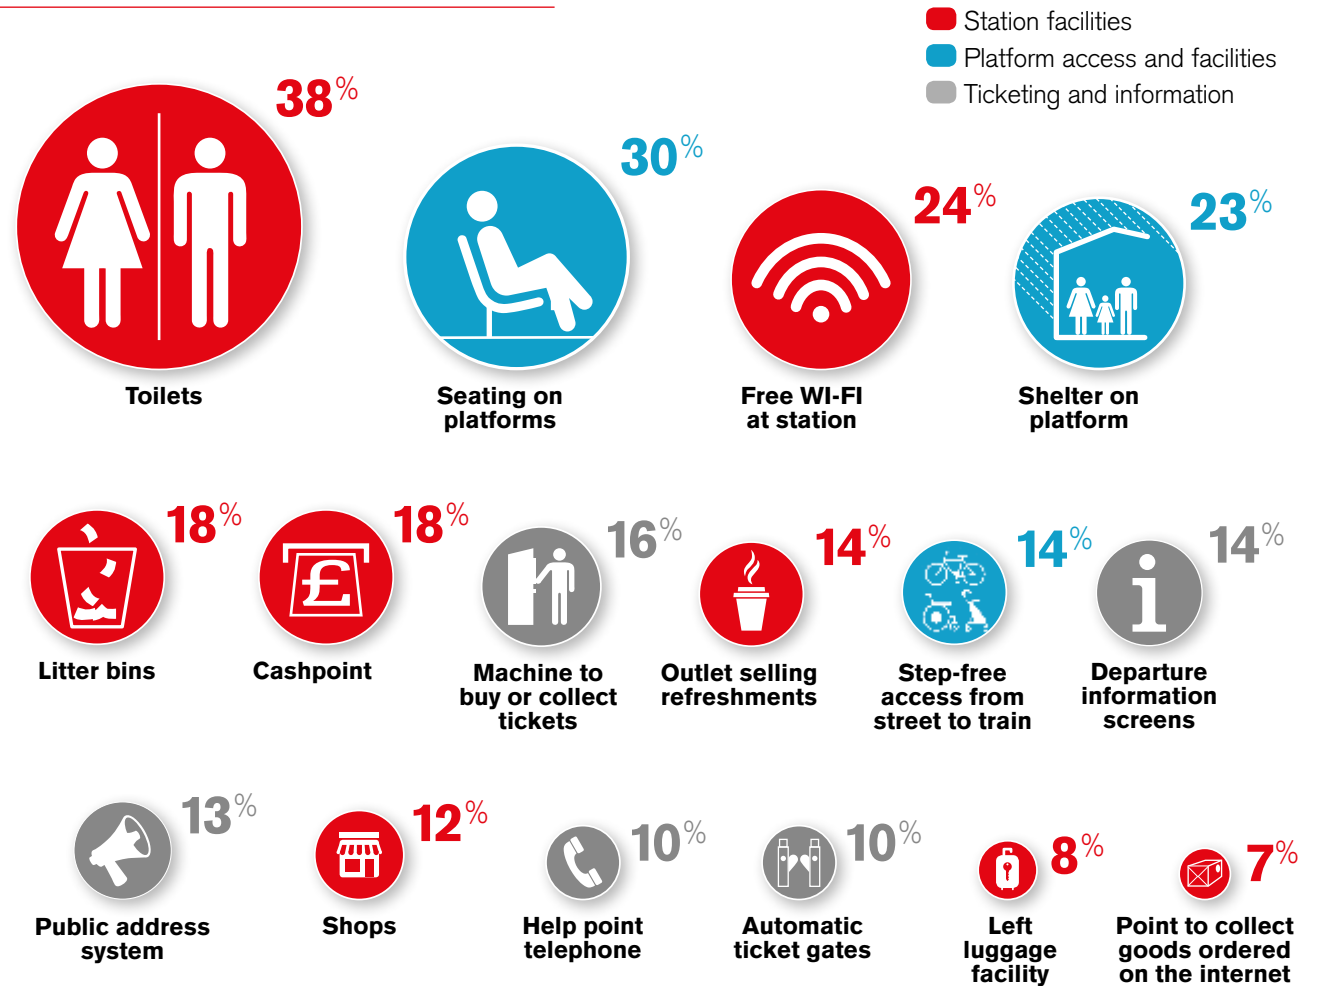 Station facilities
Platform access and facilities
Ticketing and information
38%
30%
24%
23%
Toilets
Seating on
platforms
Free WI-FI
at station
Shelter on
platform
18%
18%
16%
14%
14%
14%
£
i
Litter bins
Cashpoint
Machine to
buy or collect
tickets
Outlet selling
refreshments
Step-free
access from
street to train
Departure
information
screens
13%
12%
10%
10%
8%
7%
Public address
system
Shops
Help point
telephone
Automatic
ticket gates
Left
luggage
facility
Point to collect
goods ordered
on the internet